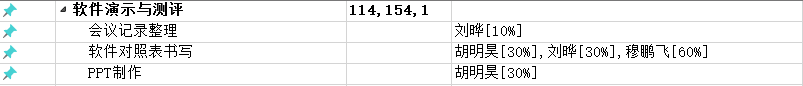 软件演示与测评 114,154,1
会议记录整理 刘晔[10%]
软件对照表书写 胡明昊[30%],刘晔[30%],穆鹏飞[60%]
PPT制作 胡明昊[30%]